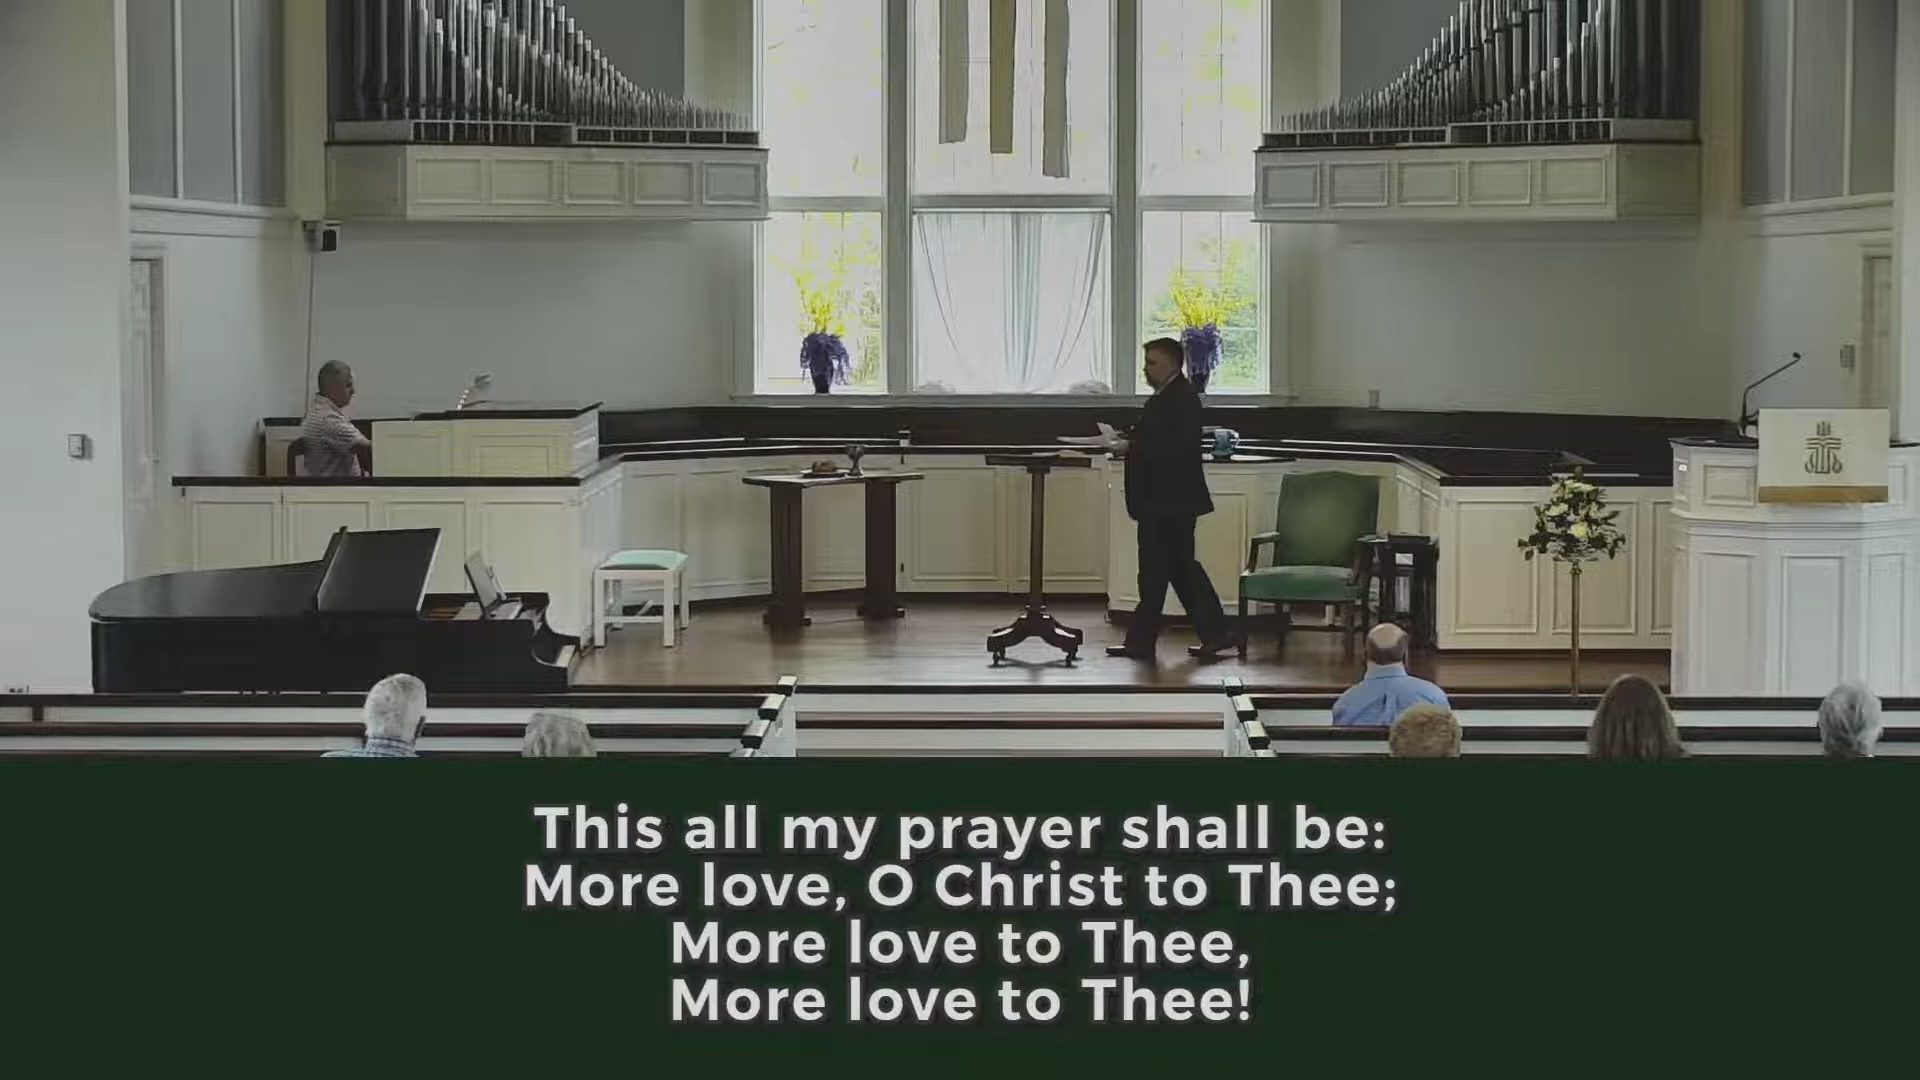 This all my prayer shall be:
More love, O Christ to Thee;
More love to Thee,
More love to Thee!